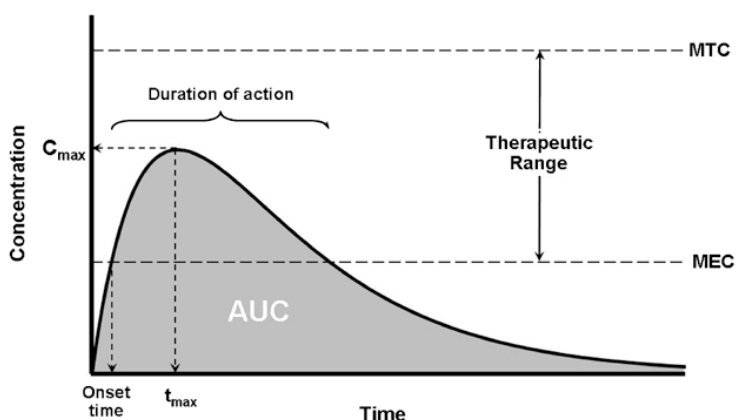 MTC
Duration of action
Cmax
Therapeutic
Range
Concentration
MEC
AUC
Onset
time
tmax
Time